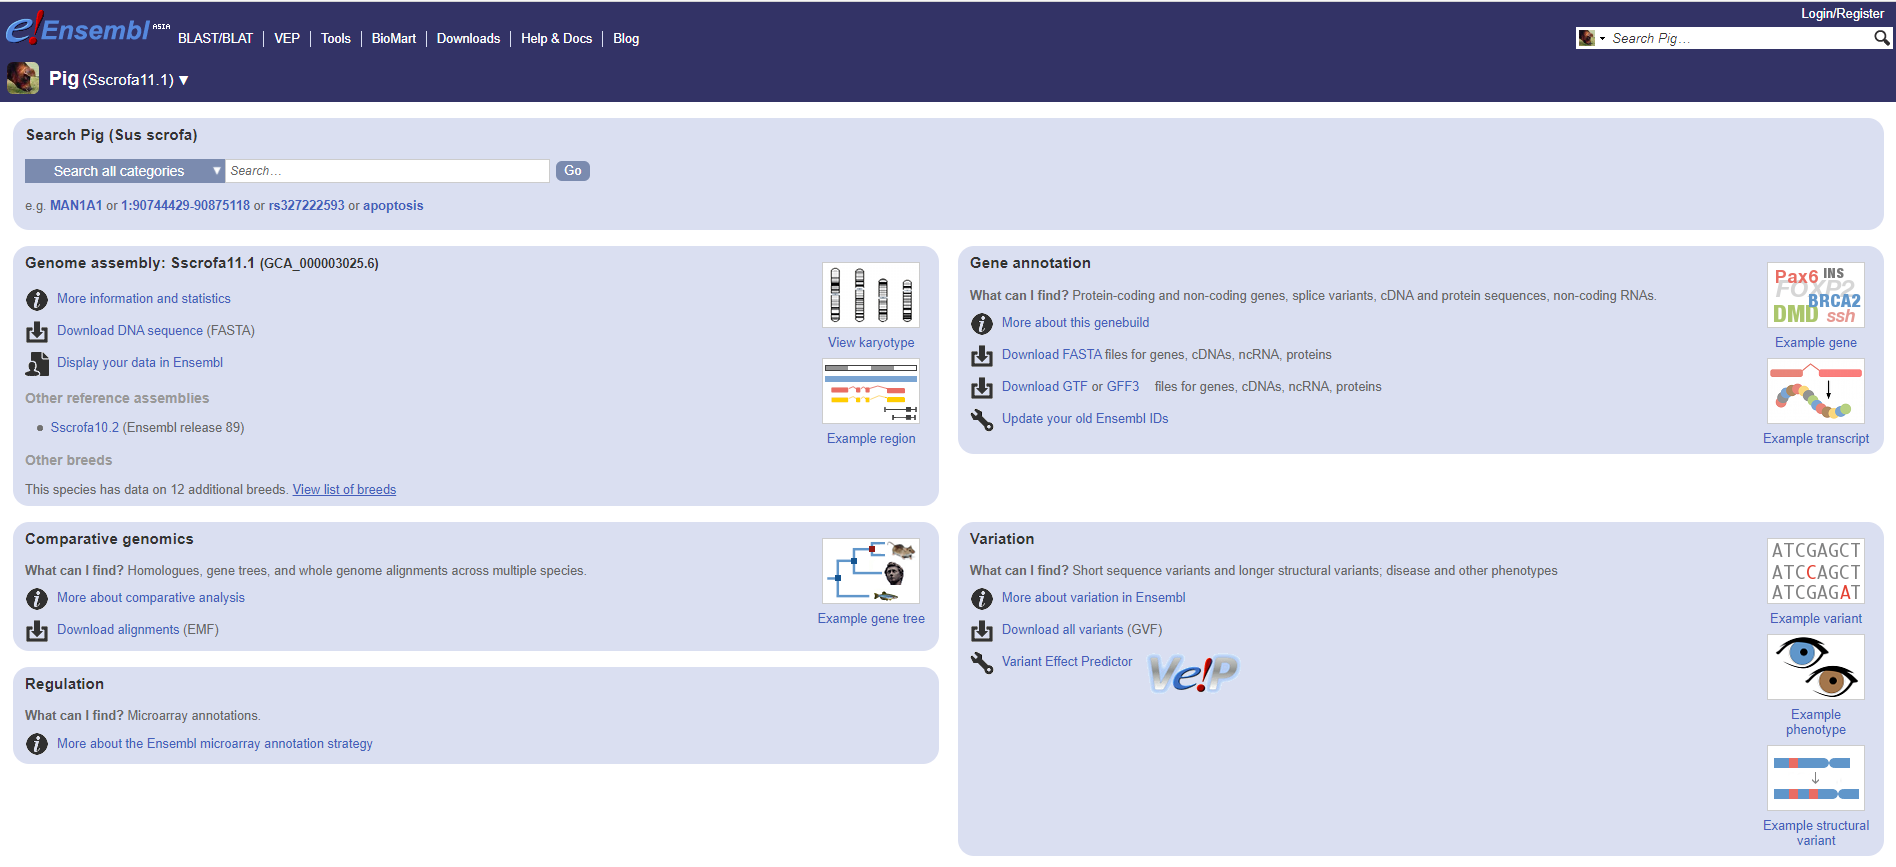 Login/Register
e!Ensembl ASIA BLAST/BLAT VEP Tools BioMart Downloads Help & Docs Blog
Search Pig…
Pig (Sscrofa11.1) ▼
Search Pig (Sus scrofa)
Search all categories ▼ Search… Go
e.g. MAN1A1 or 1:90744429-90875118 or rs327222593 or apoptosis
Genome assembly: Sscrofa11.1 (GCA_000003025.6)
More information and statistics
Download DNA sequence (FASTA)
Display your data in Ensembl
Other reference assemblies
Sscrofa10.2 (Ensembl release 89)
Other breeds
This species has data on 12 additional breeds. View list of breeds
View karyotype
Example region
Gene annotation
What can I find? Protein-coding and non-coding genes, splice variants, cDNA and protein sequences, non-coding RNAs.
More about this genebuild
Download FASTA files for genes, cDNAs, ncRNA, proteins
Download GTF or GFF3 files for genes, cDNAs, ncRNA, proteins
Update your old Ensembl IDs
Pax6 INS
FOXP2
BRCA2
DMD ssh
Example gene
Example transcript
Comparative genomics
What can I find? Homologues, gene trees, and whole genome alignments across multiple species.
More about comparative analysis
Download alignments (EMF)
Example gene tree
Variation
What can I find? Short sequence variants and longer structural variants; disease and other phenotypes
More about variation in Ensembl
Download all variants (GVF)
Variant Effect Predictor Ve!P
ATCGAGCT
ATCCAGCT
ATCGAGAT
Example variant
Example
phenotype
Example structural
variant
Regulation
What can I find? Microarray annotations.
More about the Ensembl microarray annotation strategy